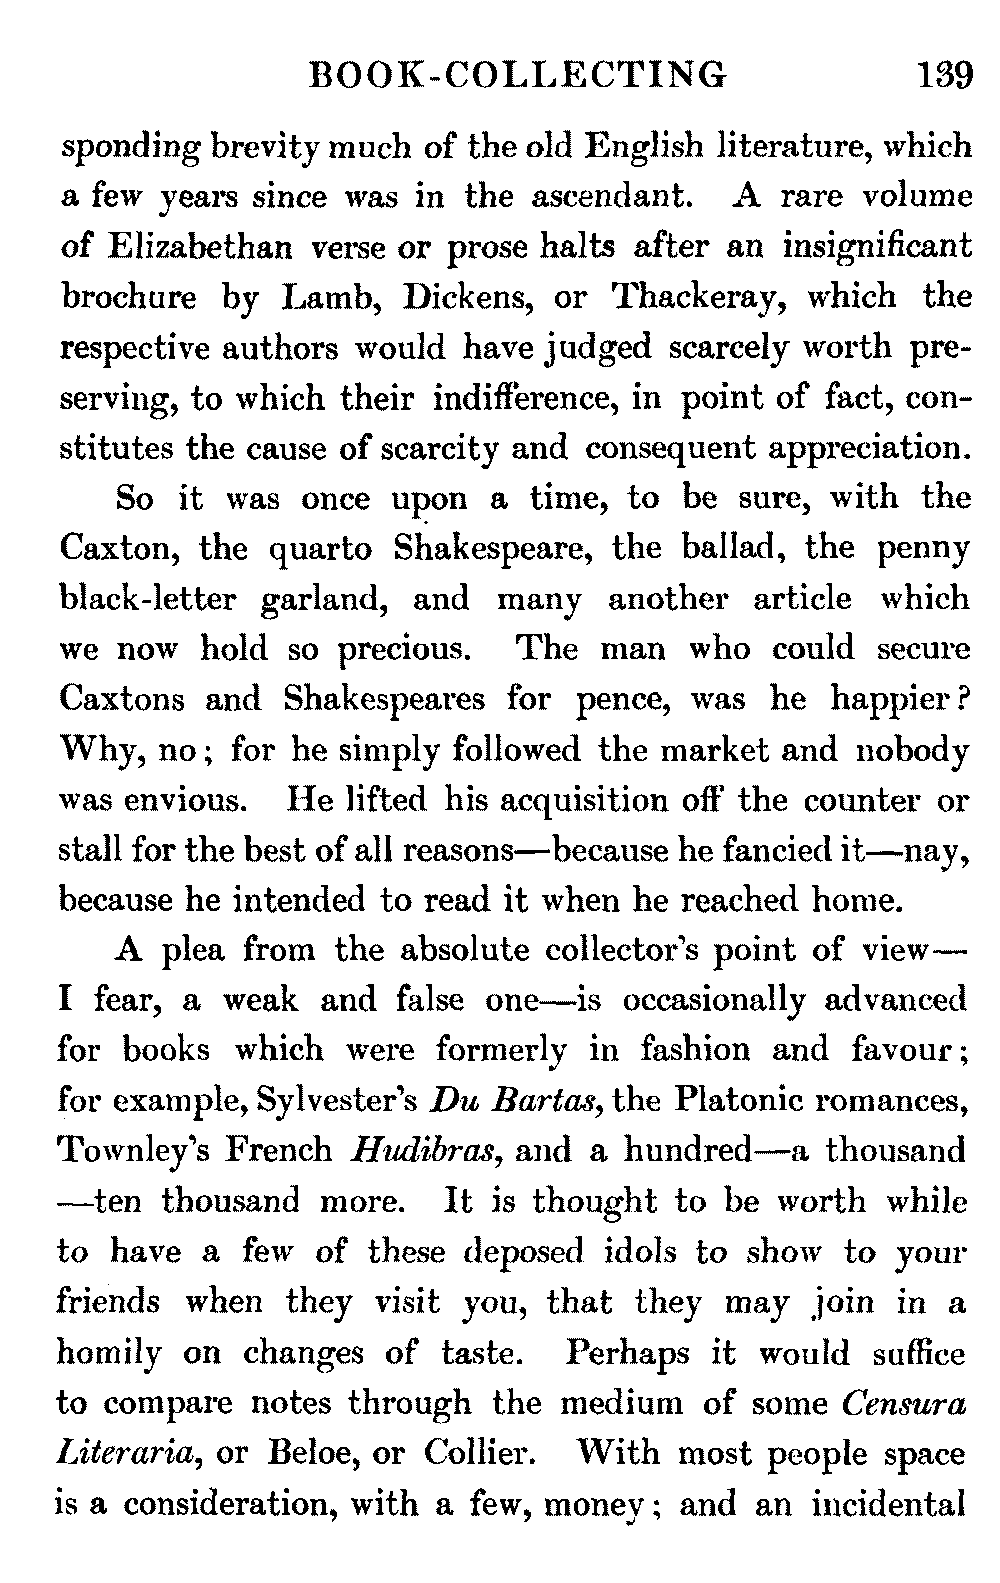 BOOK-COLLECTING 139
sponding brevity much of the old English literature, which
a few years since was in the ascendant. A rare volume
of Elizabethan verse or prose halts after an insignificant
brochure by Lamb, Dickens, or Thackeray, which the
respective authors would have judged scarcely worth pre-
serving, to which their indifference, in point of fact, con-
stitutes the cause of scarcity and consequent appreciation.
So it was once upon a time, to be sure, with the
Caxton, the quarto Shakespeare, the ballad, the penny
black-letter garland, and many another article which
we now hold so precious. The man who could secure
Caxtons and Shakespeares for pence, was he happier?
Why, no; for he simply followed the market and nobody
was envious. He lifted his acquisition off the counter or
stall for the best of all reasons—because he fancied it—nay,
because he intended to read it when he reached home.
A plea from the absolute collector's point of view—
I fear, a weak and false one—is occasionally advanced
for books which were formerly in fashion and favour;
for example, Sylvester's Du Bartas, the Platonic romances,
Townley's French Hudibras, and a hundred—a thousand
—ten thousand more. It is thought to be worth while
to have a few of these deposed idols to show to your
friends when they visit you, that they may join in a
homily on changes of taste. Perhaps it would suffice
to compare notes through the medium of some Censura
Literaria, or Beloe, or Collier. With most people space
is a consideration, with a few, money; and an incidental